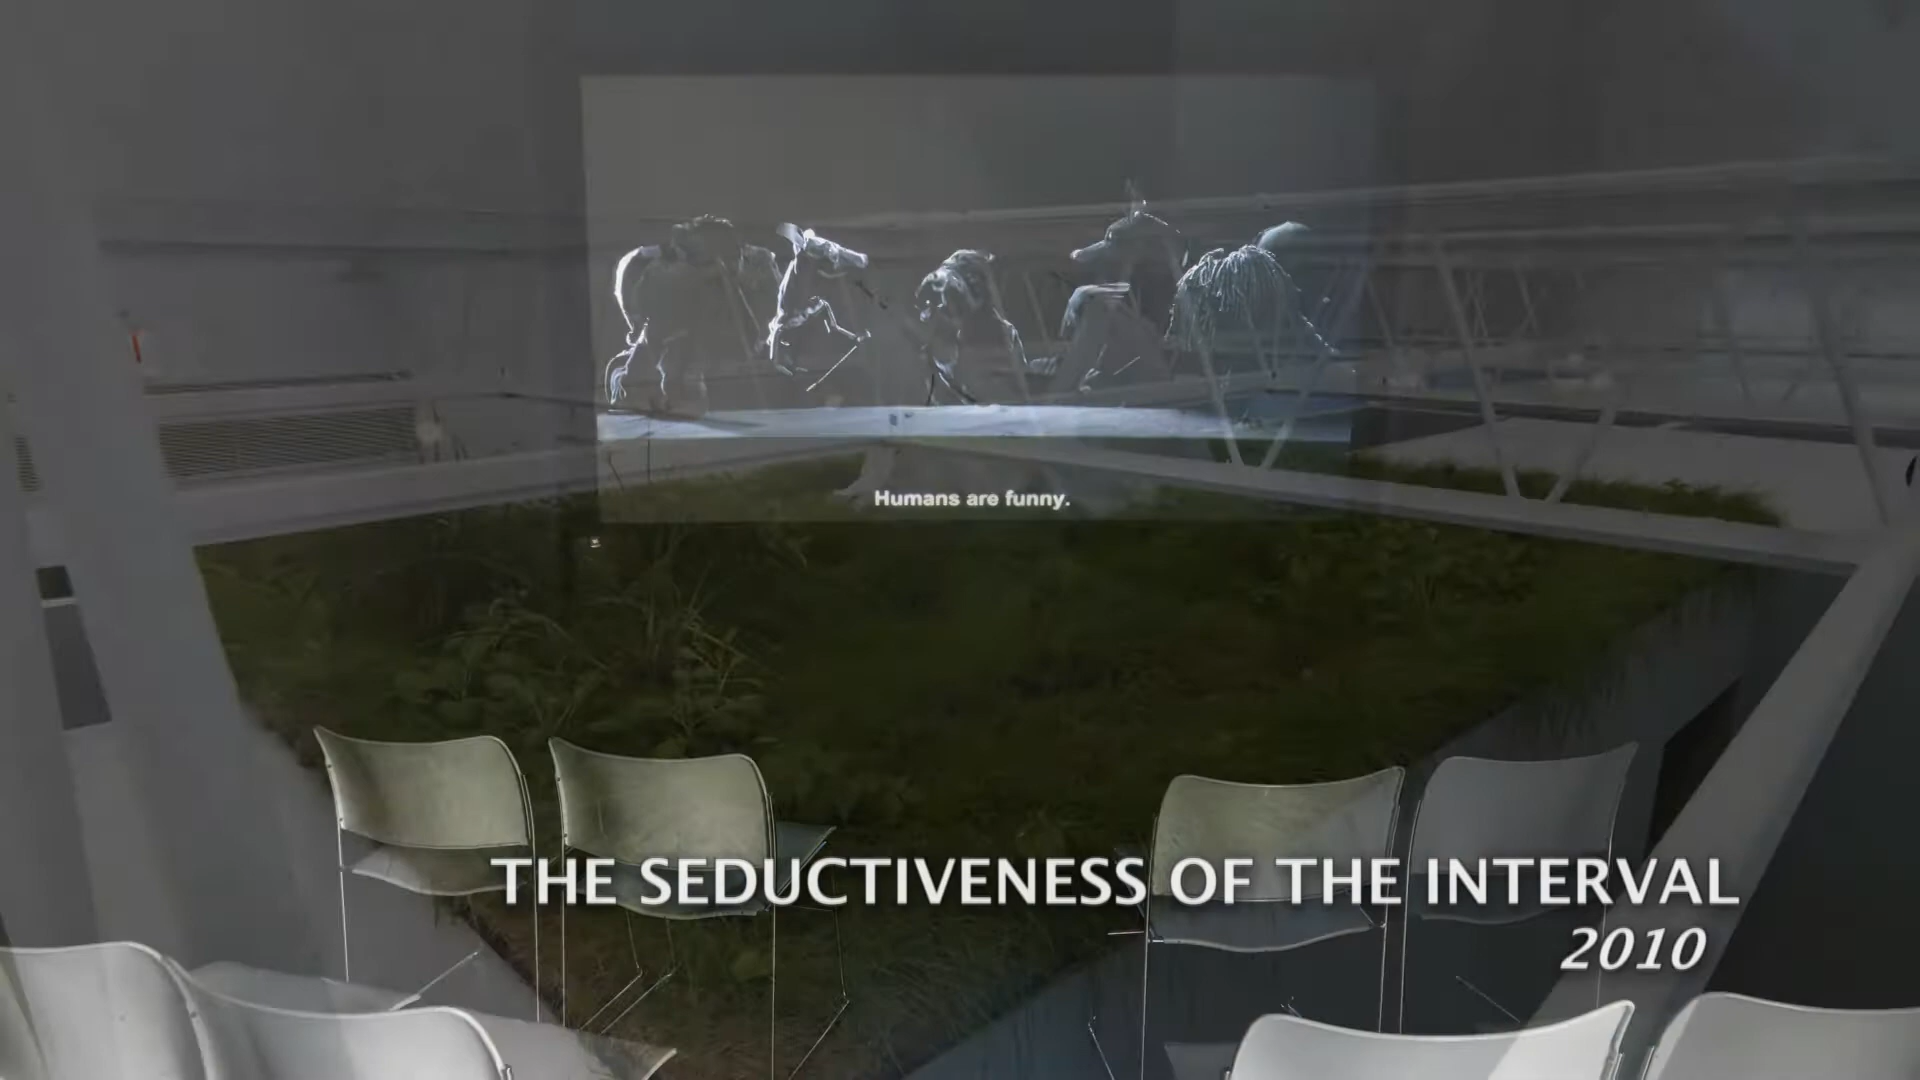 Humans are funny.
THE SEDUCTIVENESS OF THE INTERVAL
2010